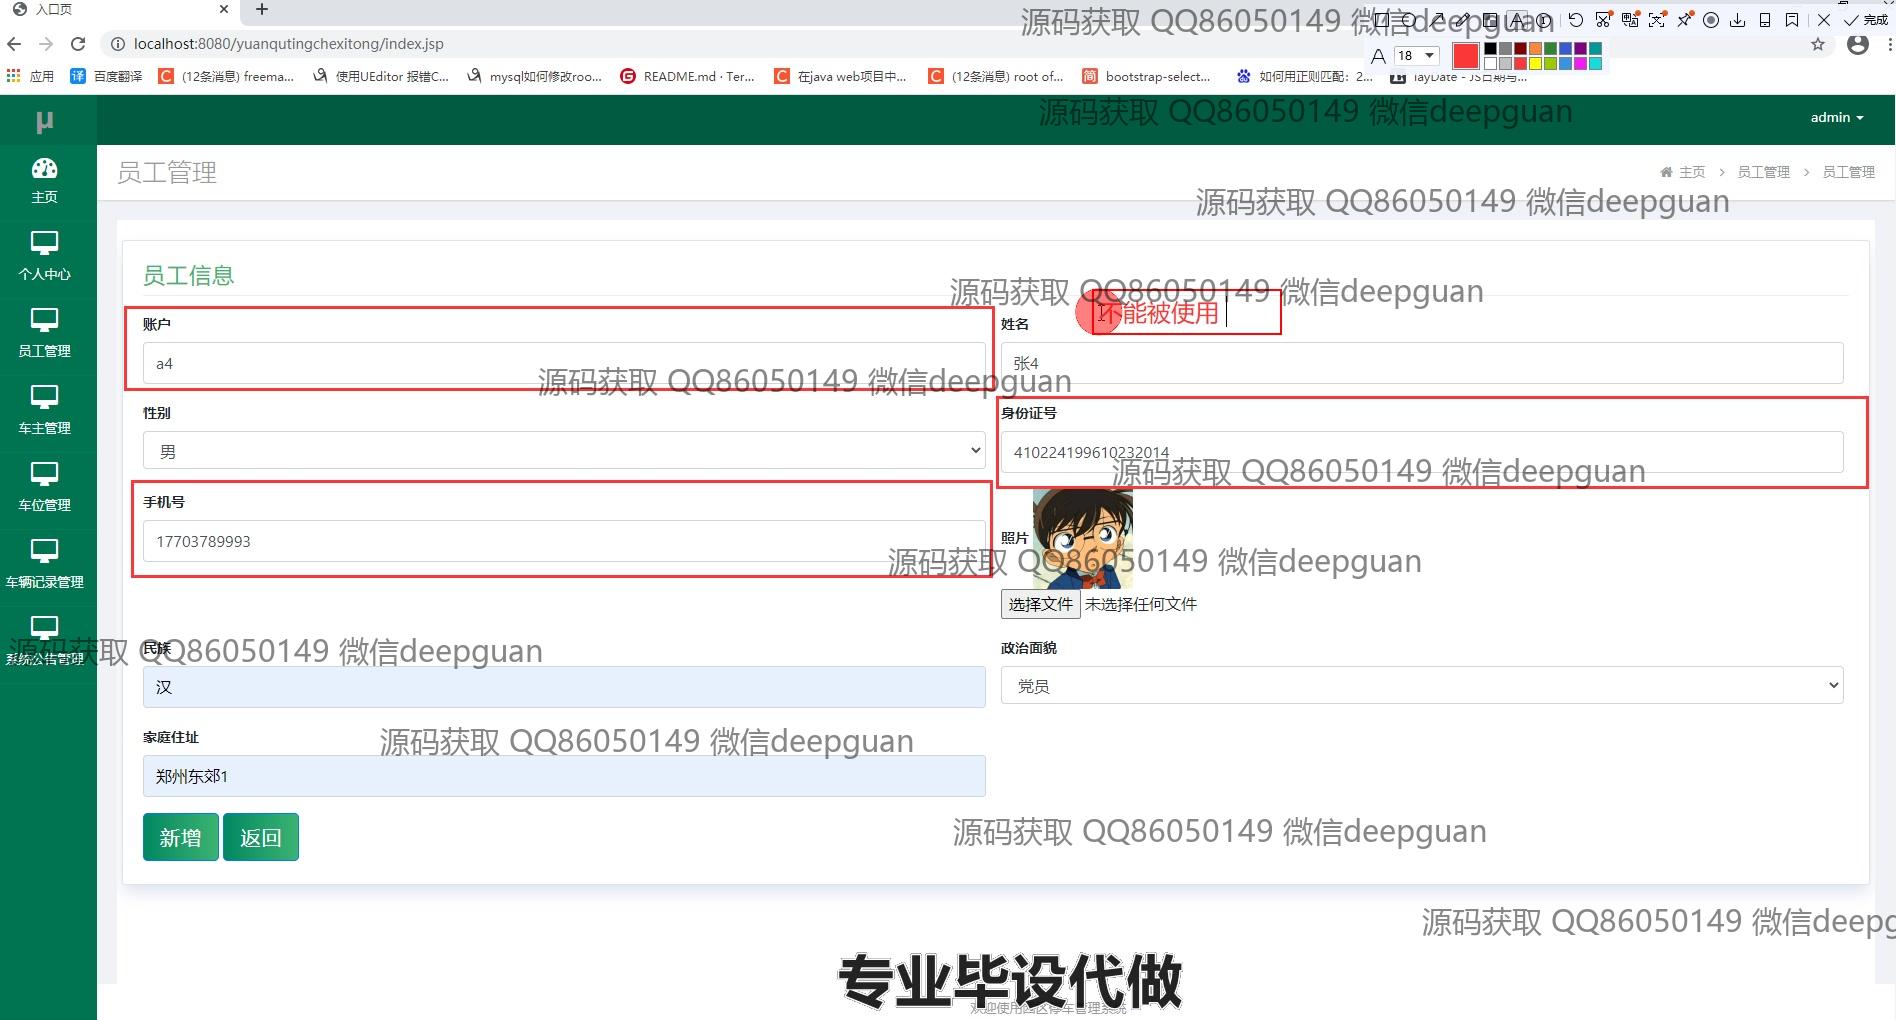 入口页
源码获取 QQ86050149 微信deepguan
完成
localhost:8080/yuanqutingchexitong/index.jsp
A 18
应用
译 百度翻译
C (12条消息) freema...
使用UEditor 报错C...
mysql如何修改roo...
G README.md · Ter...
C 在java web项目中...
C (12条消息) root of...
简 bootstrap-select...
如何用正则匹配：2...
layDate - JS日期与...
源码获取 QQ86050149 微信deepguan
μ
admin
主页
员工管理
主页 > 员工管理 > 员工管理
源码获取 QQ86050149 微信deepguan
个人中心
员工信息
源码获取 QQ86050149 微信deepguan
不能被使用
账户
姓名
员工管理
a4
张4
源码获取 QQ86050149 微信deepguan
性别
身份证号
车主管理
男
410224199610232014
源码获取 QQ86050149 微信deepguan
手机号
车位管理
17703789993
照片
源码获取 QQ86050149 微信deepguan
车辆记录管理
选择文件 未选择任何文件
民族
政治面貌
源码获取 QQ86050149 微信deepguan
系统公告管理
汉
党员
家庭住址
源码获取 QQ86050149 微信deepguan
郑州东郊1
新增 返回
源码获取 QQ86050149 微信deepguan
源码获取 QQ86050149 微信deepg
专业毕设代做
欢迎使用园区停车管理系统